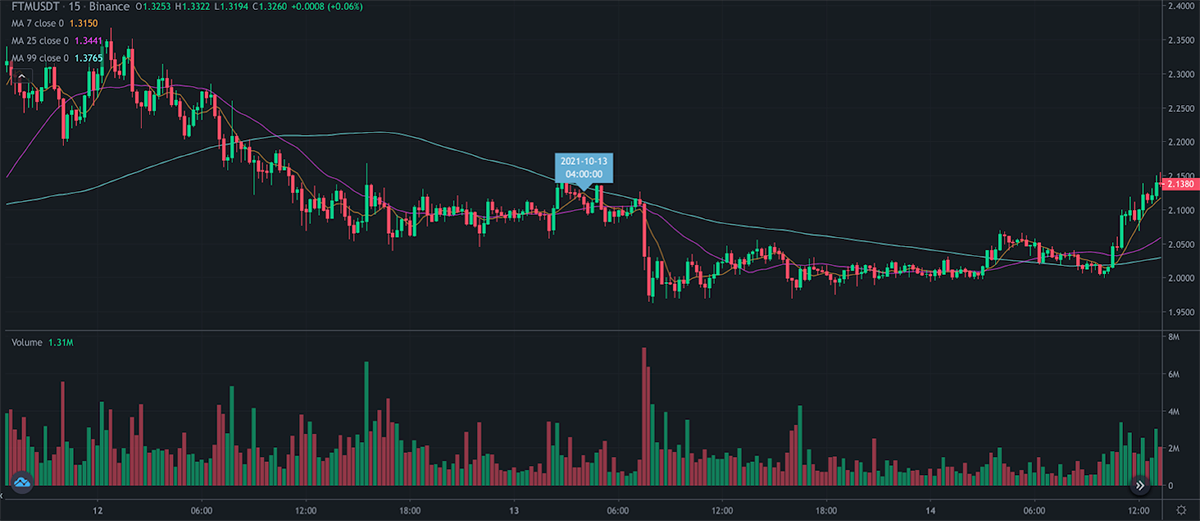 FTMUSDT · 15 · Binance O1.3253 H1.3322 L1.3194 C1.3260 +0.0008 (+0.06%)
MA 7 close 0 1.3150
MA 25 close 0 1.3441
MA 99 close 0 1.3765
2021-10-13
04:00:00
2.4000
2.3500
2.3000
2.2500
2.2000
2.1500
2.1380
2.1000
2.0500
2.0000
1.9500
Volume 1.31M
8M
6M
4M
2M
0
12 06:00 12:00 18:00 13 06:00 12:00 18:00 14 06:00 12:00